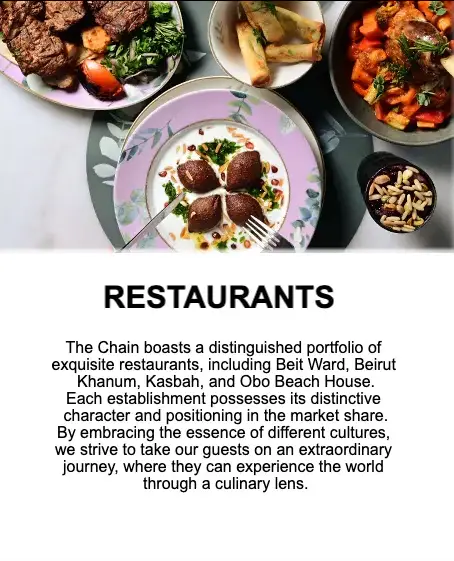 RESTAURANTS
The Chain boasts a distinguished portfolio of
exquisite restaurants, including Beit Ward, Beirut
Khanum, Kasbah, and Obo Beach House.
Each establishment possesses its distinctive
character and positioning in the market share.
By embracing the essence of different cultures,
we strive to take our guests on an extraordinary
journey, where they can experience the world
through a culinary lens.